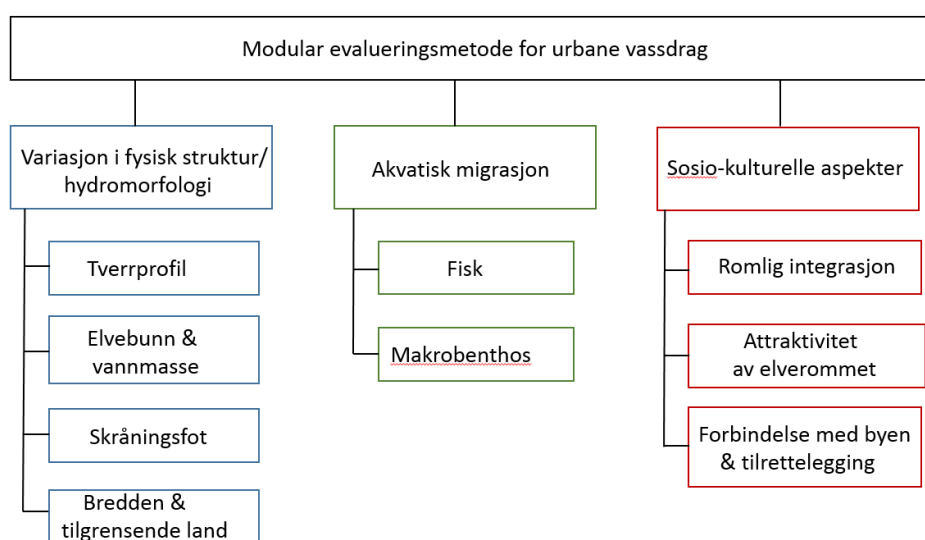 Modular evalueringsmetode for urbane vassdrag
Variasjon i fysisk struktur/
hydromorfologi
Tverrprofil
Elvebunn &
vannmasse
Skråningsfot
Bredden &
tilgrensende land
Akvatisk migrasjon
Fisk
Makrobenthos
Sosio-kulturelle aspekter
Romlig integrasjon
Attraktivitet
av elverommet
Forbindelse med byen
& tilrettelegging